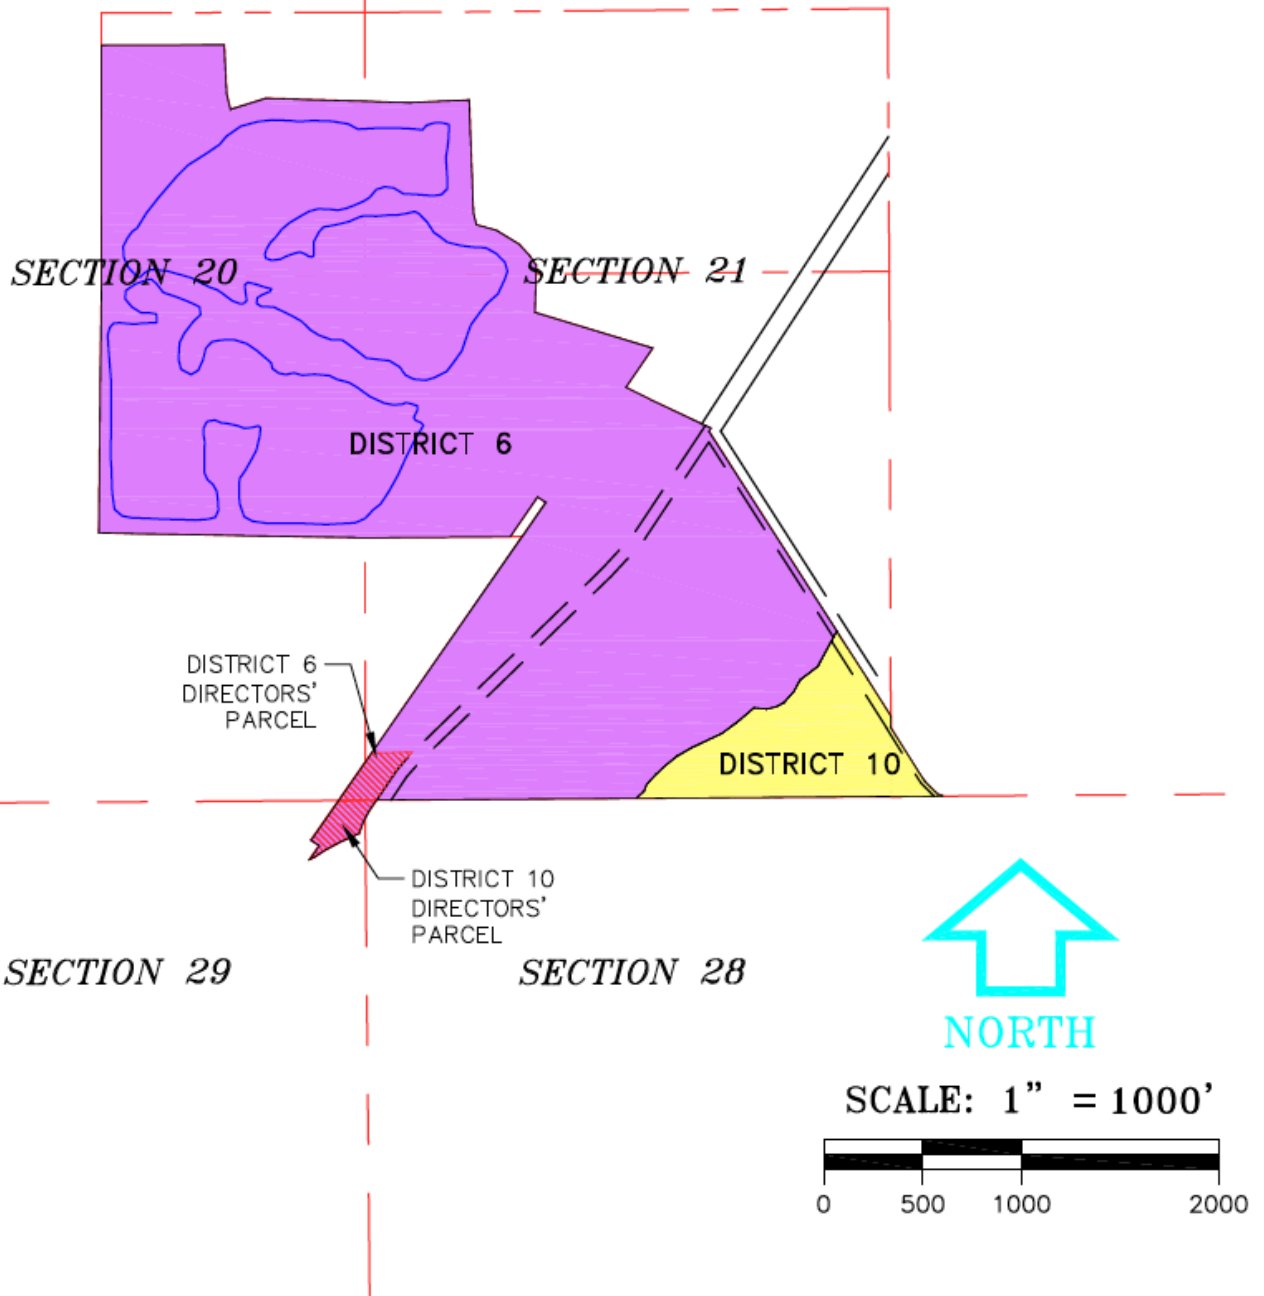 SECTION 20
SECTION 21
DISTRICT 6
DISTRICT 6
DIRECTORS'
PARCEL
DISTRICT 10
DISTRICT 10
DIRECTORS'
PARCEL
SECTION 29
SECTION 28
NORTH
SCALE: 1" = 1000'
0 500 1000 2000